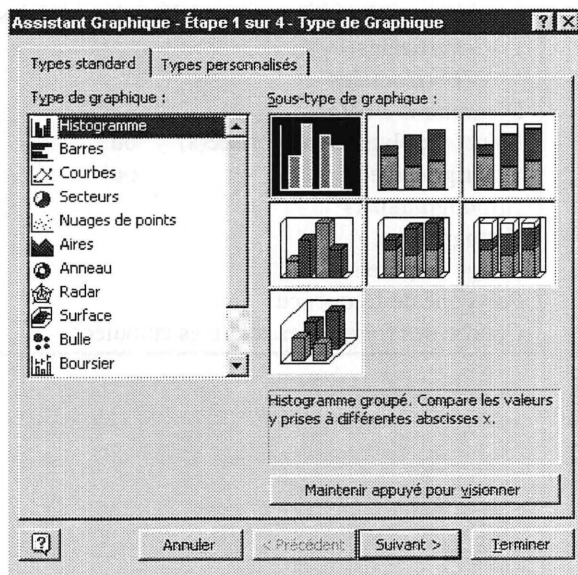 Assistant Graphique - Étape 1 sur 4 - Type de Graphique
Types standard
Types personnalisés
Type de graphique :
Histogramme
Barres
Courbes
Secteurs
Nuages de points
Aires
Anneau
Radar
Surface
Bulle
Boursier
Sous-type de graphique :
Histogramme groupé. Compare les valeurs
y prises à différentes abscisses x.
Maintenir appuyé pour visionner
Annuler
< Précédent
Suivant >
Terminer